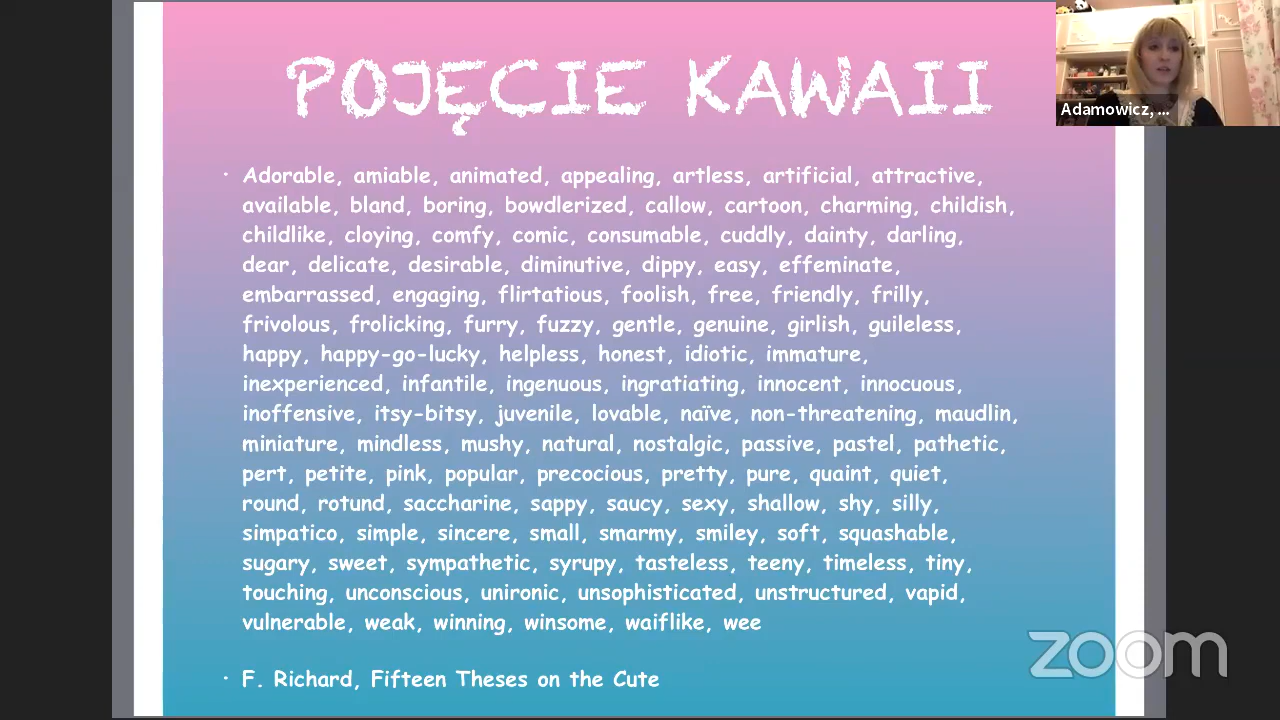 POJĘCIE KAWAII
Adamowicz, ...
• Adorable, amiable, animated, appealing, artless, artificial, attractive,
available, bland, boring, bowdlerized, callow, cartoon, charming, childish,
childlike, cloying, comfy, comic, consumable, cuddly, dainty, darling,
dear, delicate, desirable, diminutive, dippy, easy, effeminate,
embarrassed, engaging, flirtatious, foolish, free, friendly, frilly,
frivolous, frolicking, furry, fuzzy, gentle, genuine, girlish, guileless,
happy, happy-go-lucky, helpless, honest, idiotic, immature,
inexperienced, infantile, ingenuous, ingratiating, innocent, innocuous,
inoffensive, itsy-bitsy, juvenile, lovable, naïve, non-threatening, maudlin,
miniature, mindless, mushy, natural, nostalgic, passive, pastel, pathetic,
pert, petite, pink, popular, precocious, pretty, pure, quaint, quiet,
round, rotund, saccharine, sappy, saucy, sexy, shallow, shy, silly,
simpatico, simple, sincere, small, smarmy, smiley, soft, squashable,
sugary, sweet, sympathetic, syrupy, tasteless, teeny, timeless, tiny,
touching, unconscious, unironic, unsophisticated, unstructured, vapid,
vulnerable, weak, winning, winsome, waiflike, wee
• F. Richard, Fifteen Theses on the Cute
zoom